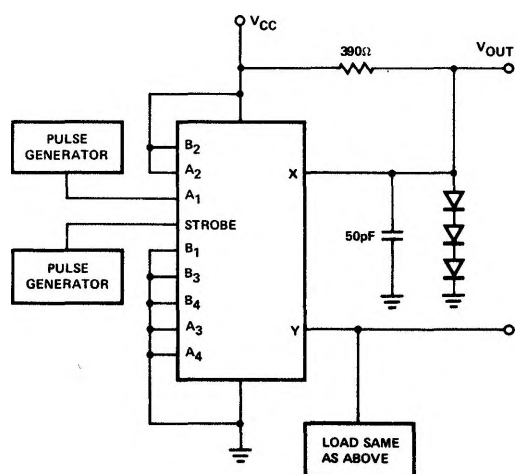 VCC
390Ω
VOUT
PULSE
GENERATOR
B2
A2
A1
X
STROBE
PULSE
GENERATOR
B1
B3
B4
A3
A4
50pF
Y
LOAD SAME
AS ABOVE